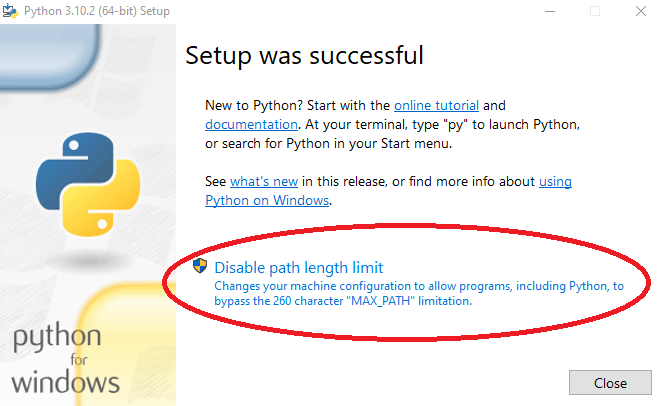 Python 3.10.2 (64-bit) Setup
Setup was successful
New to Python? Start with the online tutorial and
documentation. At your terminal, type "py" to launch Python,
or search for Python in your Start menu.
See what's new in this release, or find more info about using
Python on Windows.
Disable path length limit
Changes your machine configuration to allow programs, including Python, to
bypass the 260 character "MAX_PATH" limitation.
python
for
windows
Close